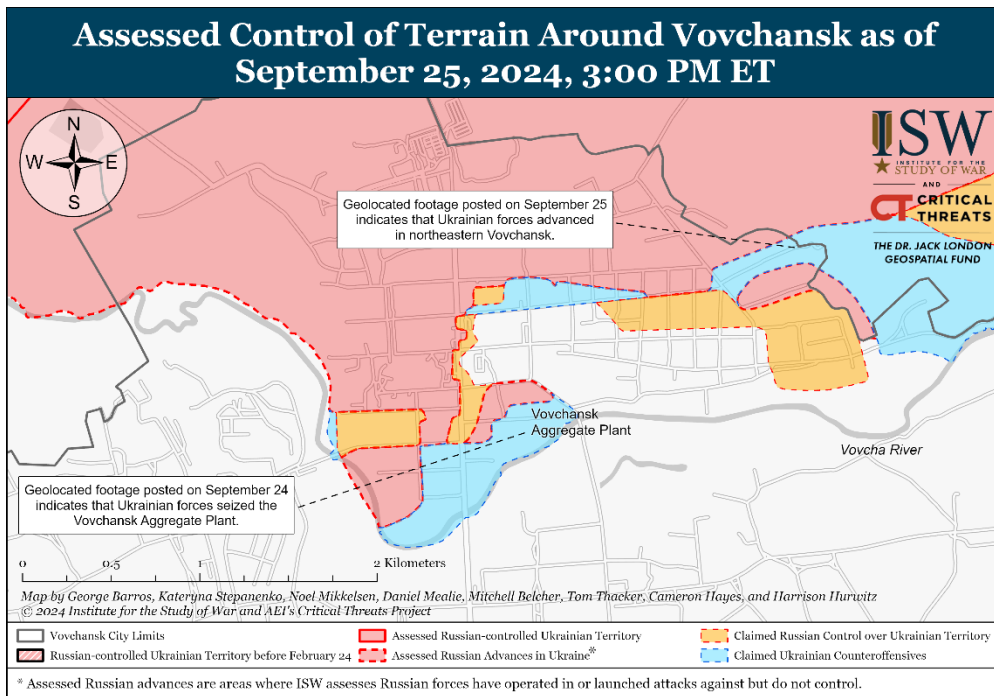 Assessed Control of Terrain Around Vovchansk as of
September 25, 2024, 3:00 PM ET
N
W E
S
ISW
INSTITUTE FOR THE
STUDY OF WAR
AND
CT CRITICAL
THREATS
THE DR. JACK LONDON
GEOSPATIAL FUND
Geolocated footage posted on September 25
indicates that Ukrainian forces advanced
in northeastern Vovchansk.
Vovchansk
Aggregate Plant
Vovcha River
Geolocated footage posted on September 24
indicates that Ukrainian forces seized the
Vovchansk Aggregate Plant.
0 0.5 1 2 Kilometers
Map by George Barros, Kateryna Stepanenko, Noel Mikkelsen, Daniel Mealie, Mitchell Belcher, Tom Thacker, Cameron Hayes, and Harrison Hurwitz
© 2024 Institute for the Study of War and AEI's Critical Threats Project
Vovchansk City Limits
Assessed Russian-controlled Ukrainian Territory
Claimed Russian Control over Ukrainian Territory
Russian-controlled Ukrainian Territory before February 24
Assessed Russian Advances in Ukraine*
Claimed Ukrainian Counteroffensives
* Assessed Russian advances are areas where ISW assesses Russian forces have operated in or launched attacks against but do not control.